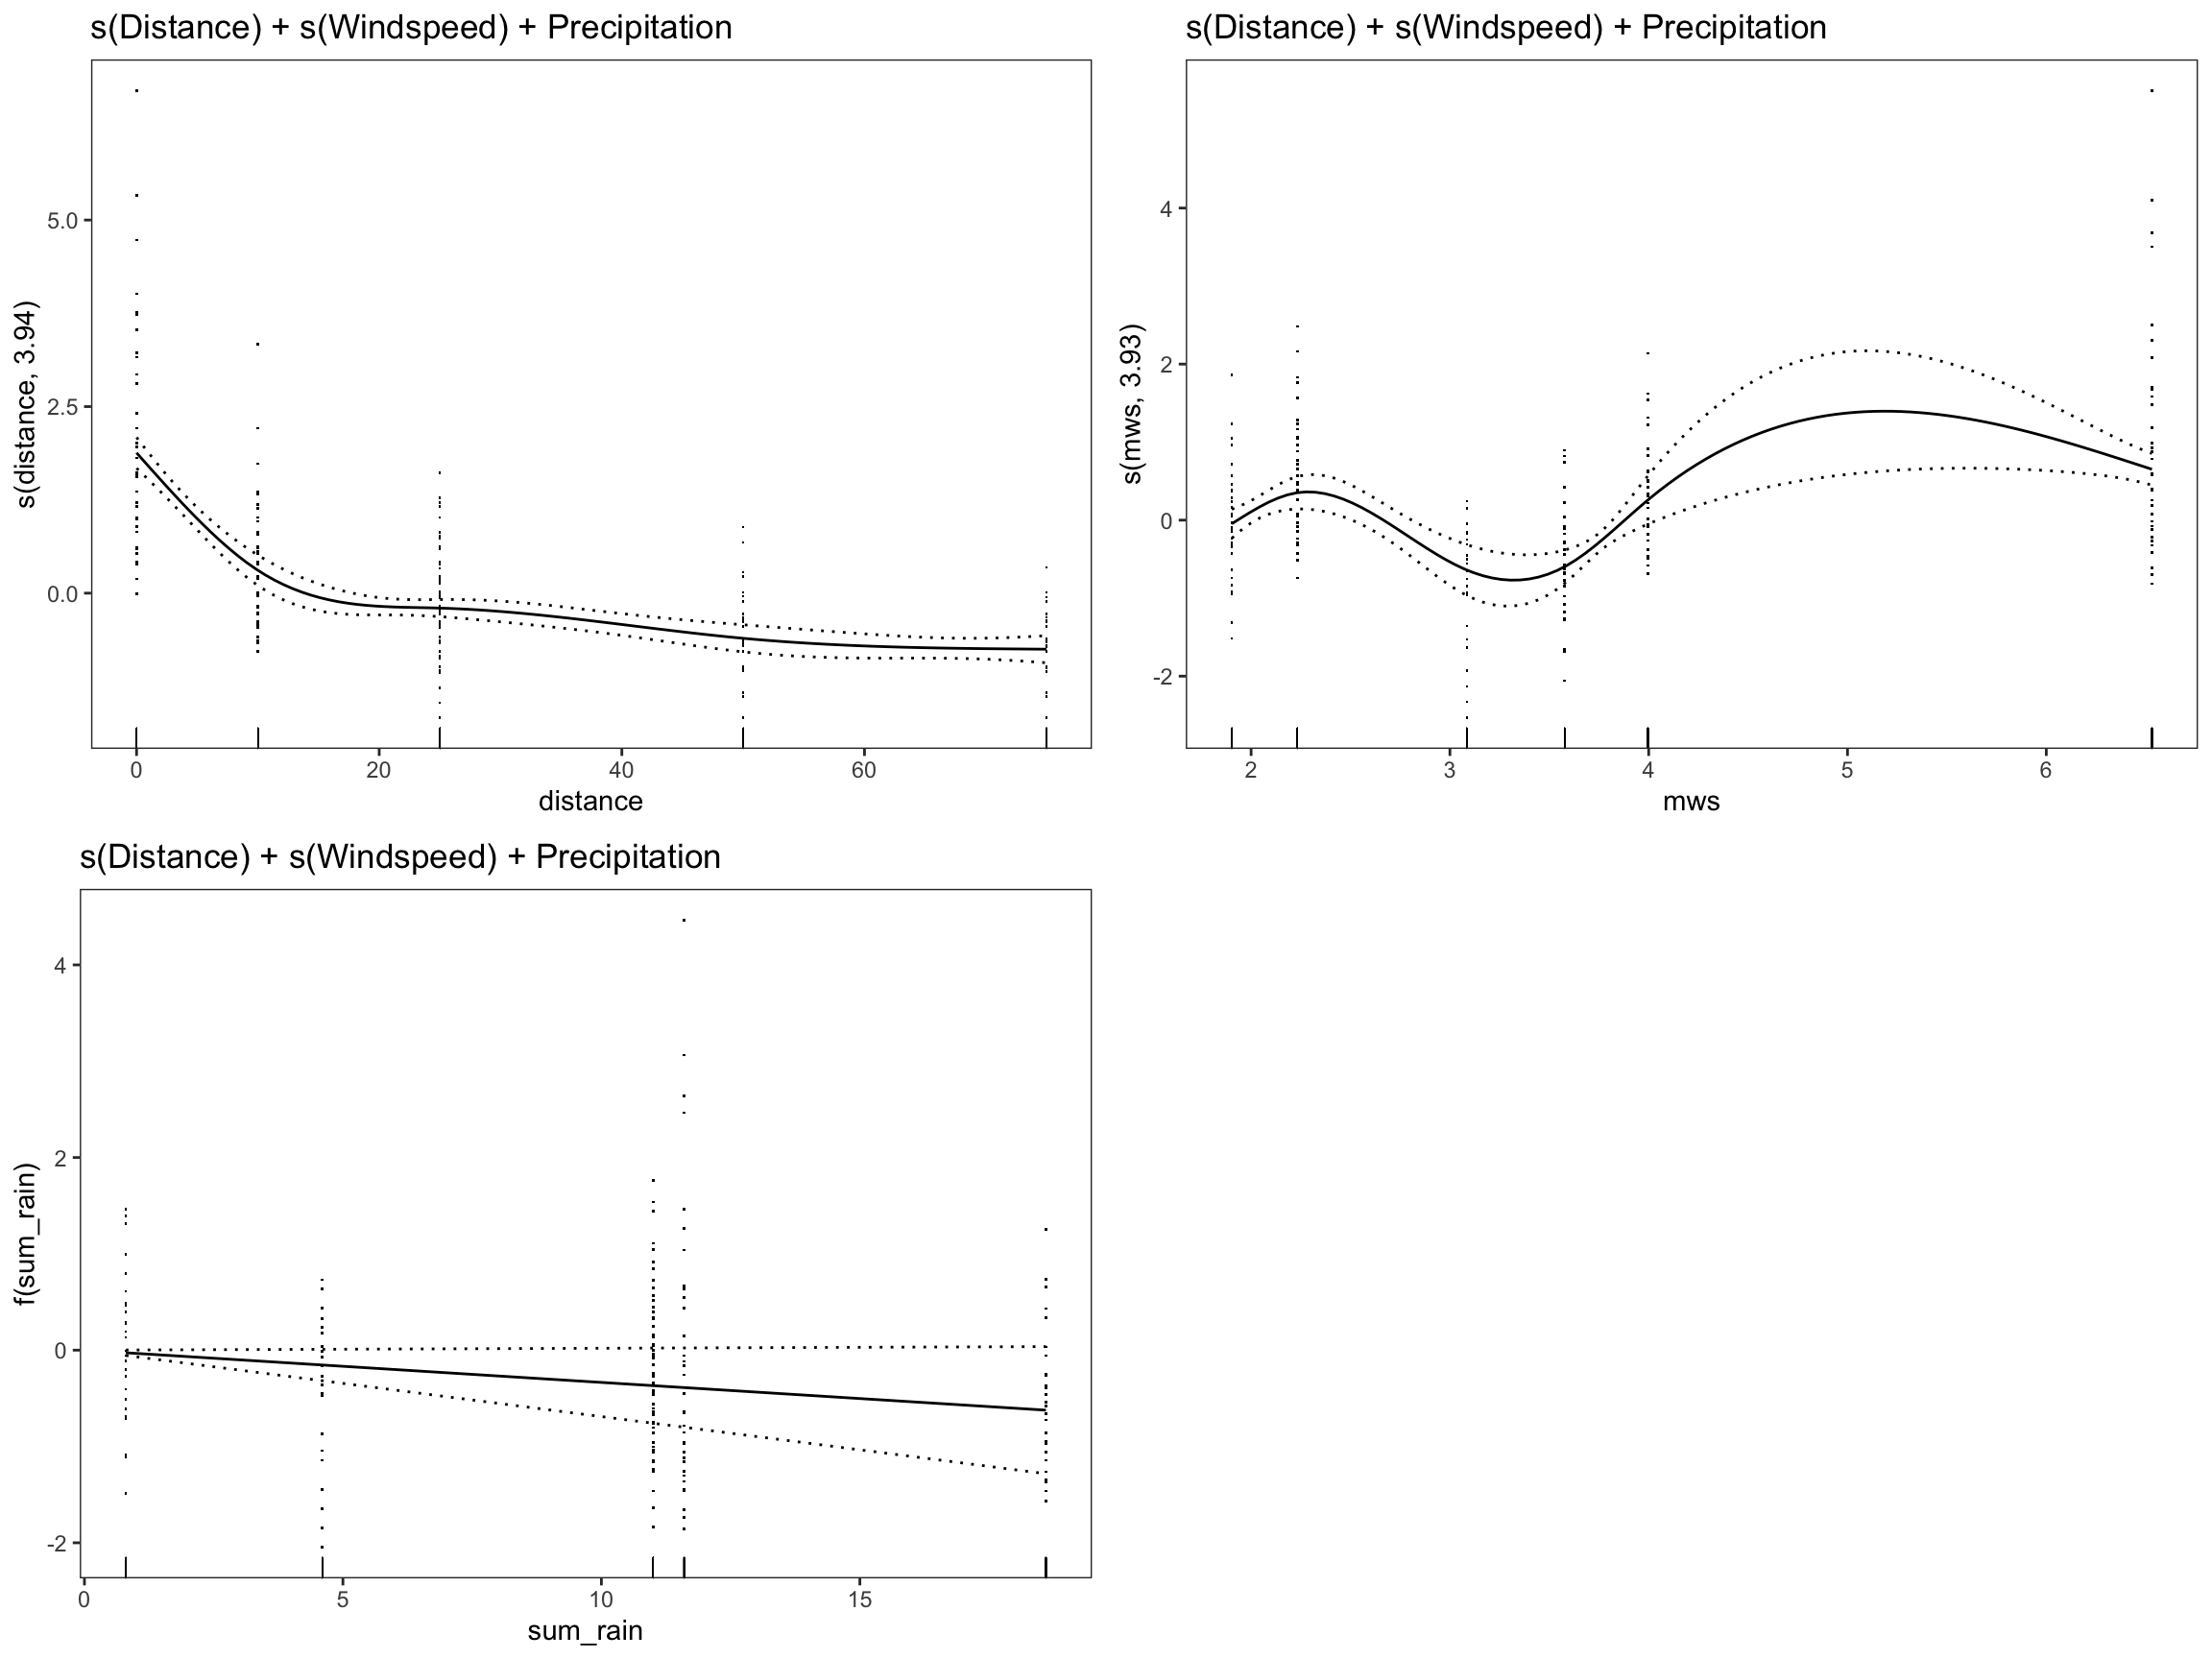 s(Distance) + s(Windspeed) + Precipitation
s(distance, 3.94)
5.0
2.5
0.0
0 20 40 60
distance
s(Distance) + s(Windspeed) + Precipitation
s(mws, 3.93)
4
2
0
-2
2 3 4 5 6
mws
s(Distance) + s(Windspeed) + Precipitation
f(sum_rain)
4
2
0
-2
0 5 10 15
sum_rain